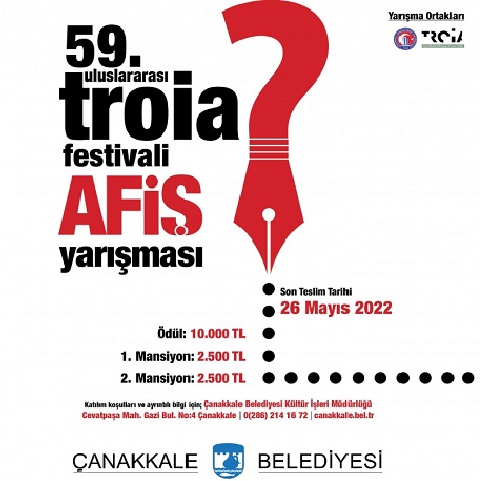 Yarışma Ortakları
TROIA
59.
uluslararası
troia
festivali
AFİŞ
yarışması
Son Teslim Tarihi
26 Mayıs 2022
Ödül: 10.000 TL
1. Mansiyon: 2.500 TL
2. Mansiyon: 2.500 TL
Katılım koşulları ve ayrıntılı bilgi için; Çanakkale Belediyesi Kültür İşleri Müdürlüğü
Cevatpaşa Mah. Gazi Bul. No:4 Çanakkale | 0(286) 214 16 72 | canakkale.bel.tr
ÇANAKKALE BELEDİYESİ